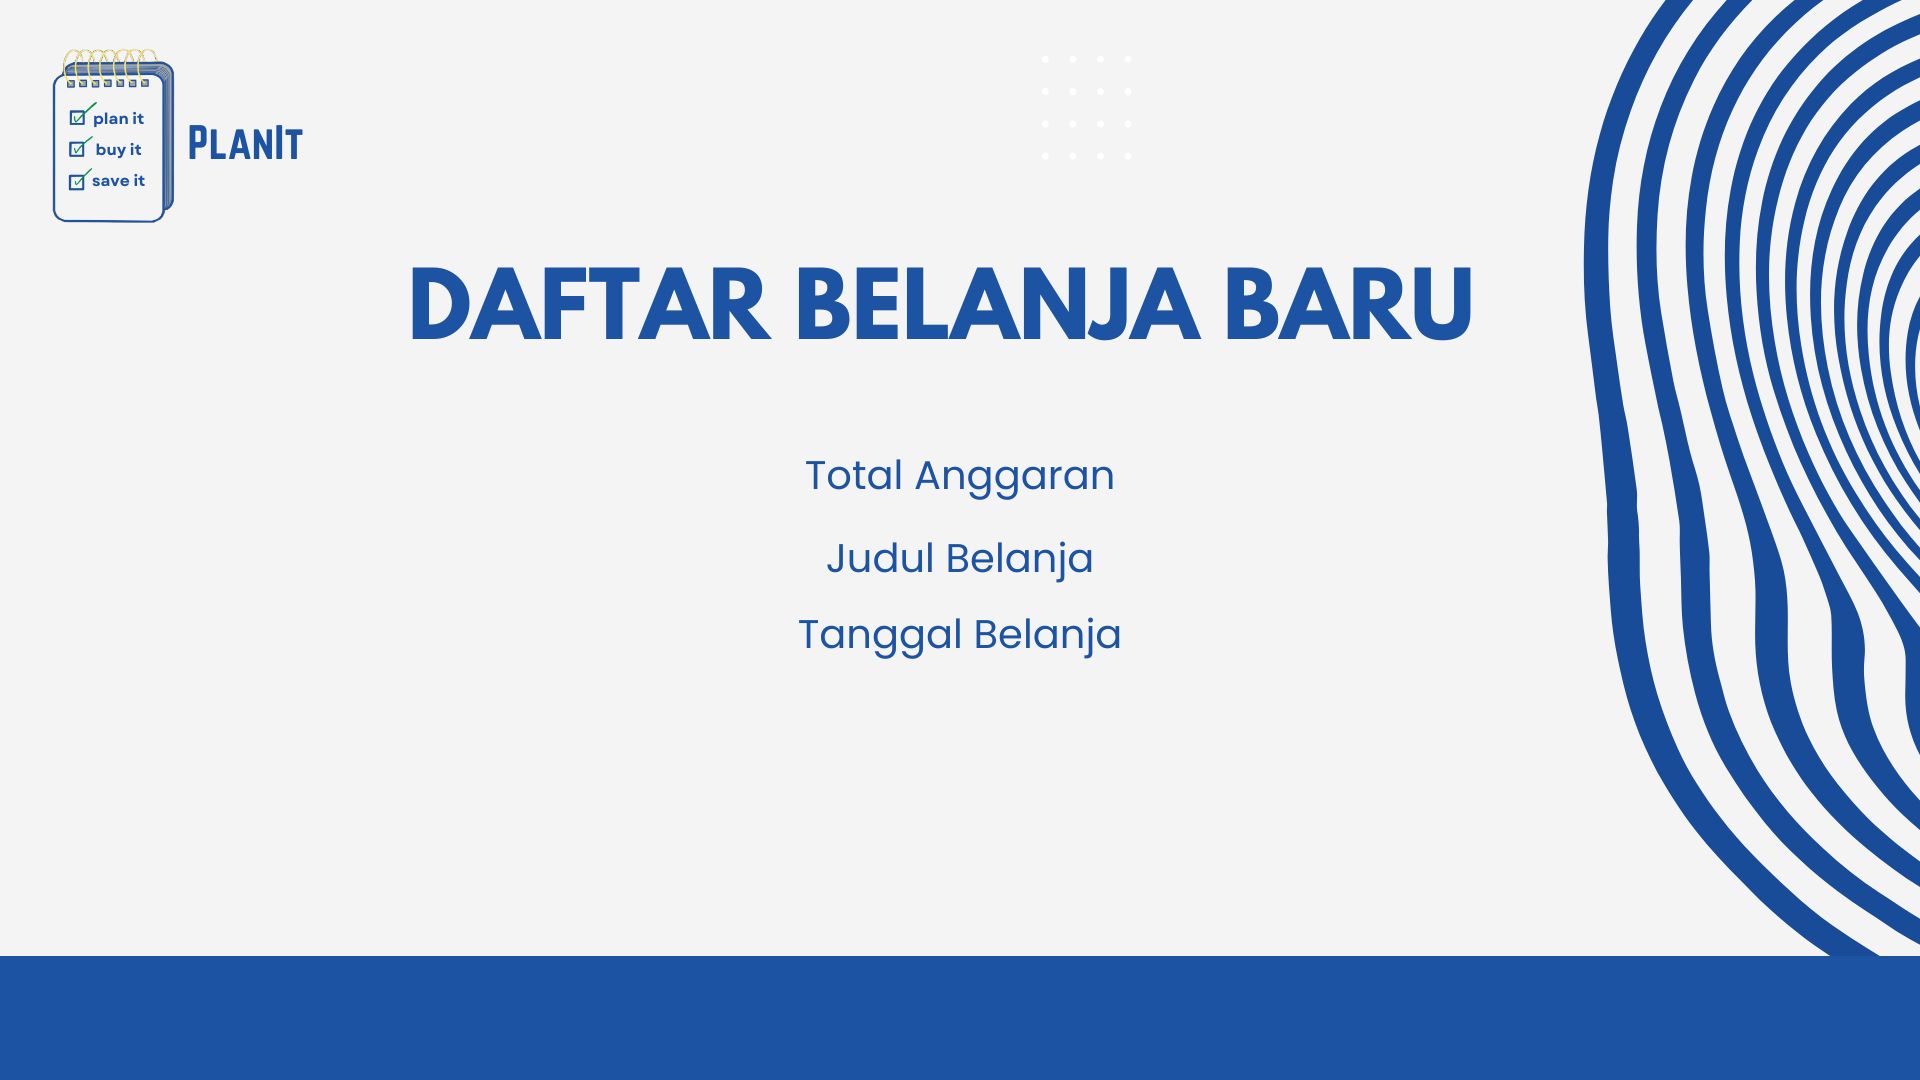 plan it
buy it
save it
PLANIT
DAFTAR BELANJA BARU
Total Anggaran
Judul Belanja
Tanggal Belanja